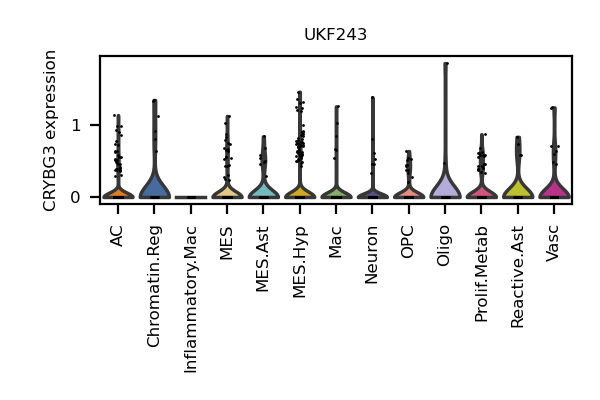 UKF243
CRYBG3 expression
1
0
AC
Chromatin.Reg
Inflammatory.Mac
MES
MES.Ast
MES.Hyp
Mac
Neuron
OPC
Oligo
Prolif.Metab
Reactive.Ast
Vasc